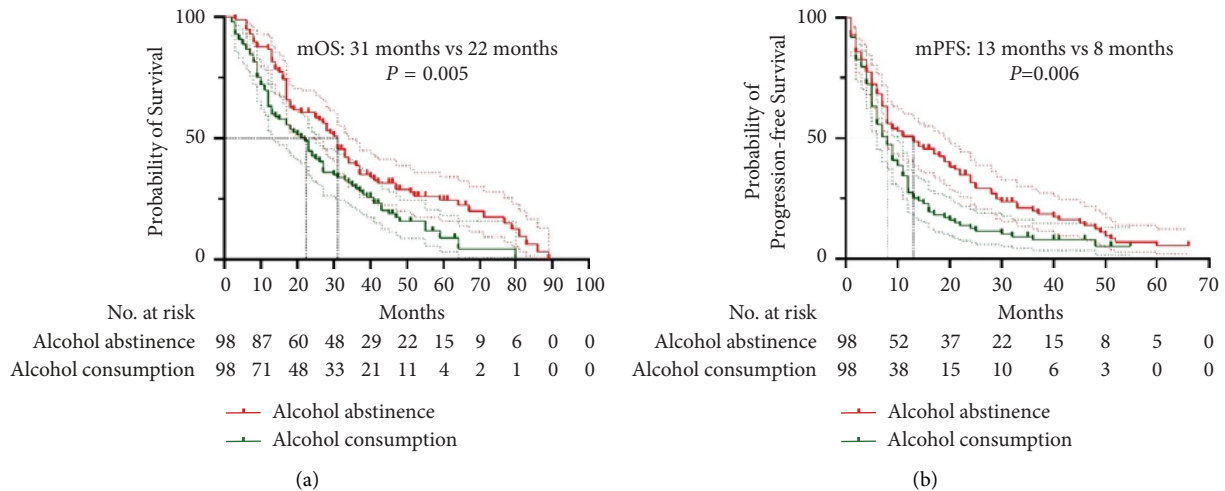 100
50
0
Probability of Survival
mOS: 31 months vs 22 months
P = 0.005
0 10 20 30 40 50 60 70 80 90 100
No. at risk Months
Alcohol abstinence 98 87 60 48 29 22 15 9 6 0 0
Alcohol consumption 98 71 48 33 21 11 4 2 1 0 0
Alcohol abstinence
Alcohol consumption
(a)
100
50
0
Probability of
Progression-free Survival
mPFS: 13 months vs 8 months
P=0.006
0 10 20 30 40 50 60 70
No. at risk Months
Alcohol abstinence 98 52 37 22 15 8 5 0
Alcohol consumption 98 38 15 10 6 3 0 0
Alcohol abstinence
Alcohol consumption
(b)